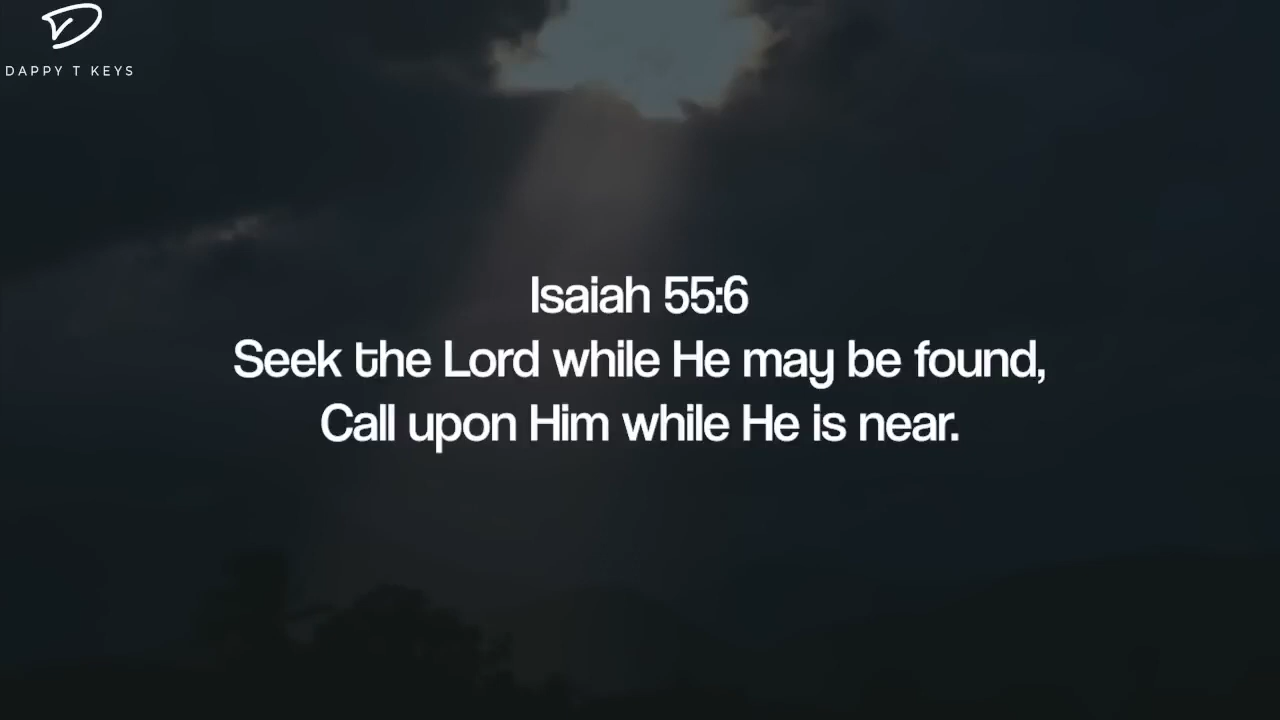 DAPPY T KEYS
Isaiah 55:6
Seek the Lord while He may be found,
Call upon Him while He is near.